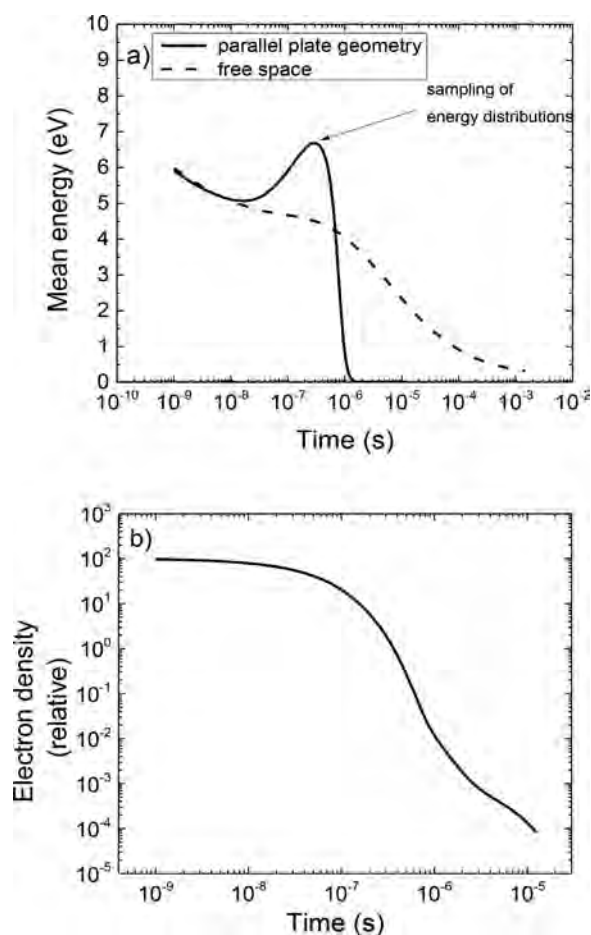 a)
parallel plate geometry
free space
sampling of
energy distributions
Mean energy (eV)
10
9
8
7
6
5
4
3
2
1
0
10⁻¹⁰ 10⁻⁹ 10⁻⁸ 10⁻⁷ 10⁻⁶ 10⁻⁵ 10⁻⁴ 10⁻³ 10⁻²
Time (s)
b)
Electron density
(relative)
10³
10²
10¹
10⁰
10⁻¹
10⁻²
10⁻³
10⁻⁴
10⁻⁵
10⁻⁹ 10⁻⁸ 10⁻⁷ 10⁻⁶ 10⁻⁵
Time (s)